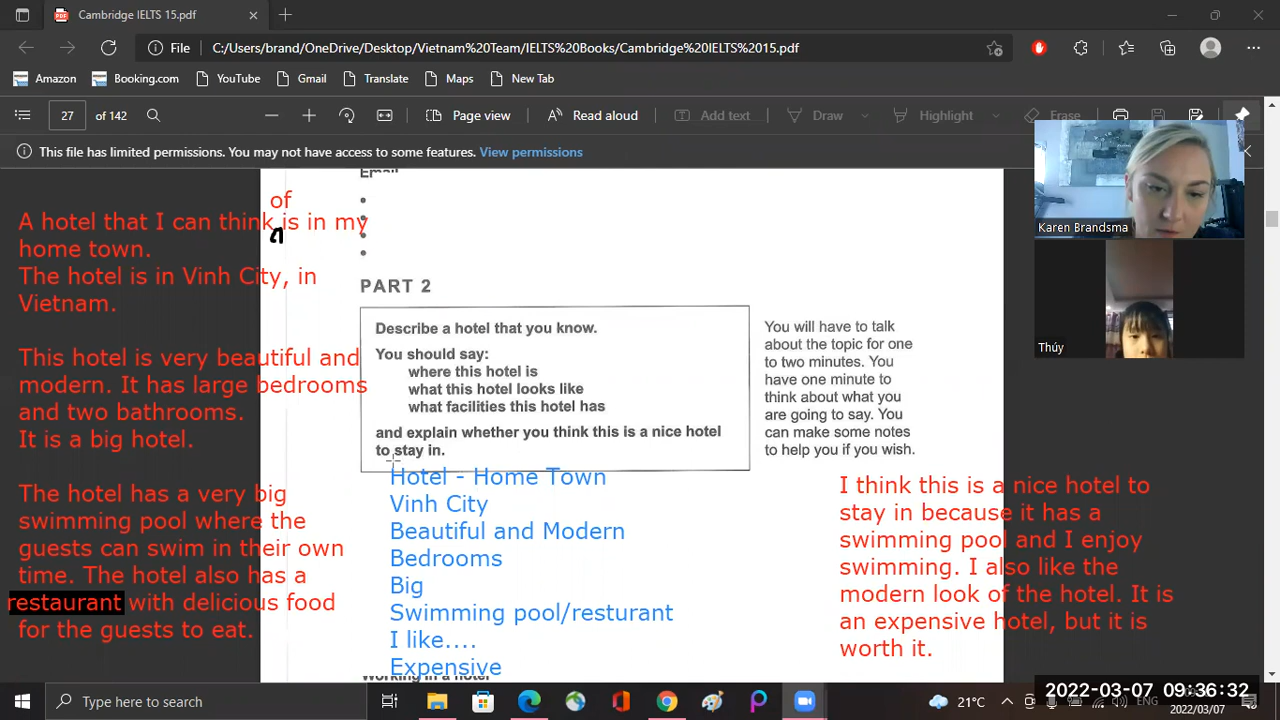 Cambridge IELTS 15.pdf
File C:/Users/brand/OneDrive/Desktop/Vietnam%20Team/IELTS%20Books/Cambridge%20IELTS%2015.pdf
Amazon Booking.com YouTube Gmail Translate Maps New Tab
27 of 142 Page view Read aloud Add text Draw Highlight Erase
This file has limited permissions. You may not have access to some features. View permissions
Email
of
A hotel that I can think is in my
home town.
The hotel is in Vinh City, in
Vietnam.
This hotel is very beautiful and
modern. It has large bedrooms
and two bathrooms.
It is a big hotel.
The hotel has a very big
swimming pool where the
guests can swim in their own
time. The hotel also has a
restaurant with delicious food
for the guests to eat.
PART 2
Describe a hotel that you know.
You should say:
where this hotel is
what this hotel looks like
what facilities this hotel has
and explain whether you think this is a nice hotel
to stay in.
You will have to talk
about the topic for one
to two minutes. You
have one minute to
think about what you
are going to say. You
can make some notes
to help you if you wish.
Hotel - Home Town
Vinh City
Beautiful and Modern
Bedrooms
Big
Swimming pool/resturant
I like....
Expensive
Working in a hotel
I think this is a nice hotel to
stay in because it has a
swimming pool and I enjoy
swimming. I also like the
modern look of the hotel. It is
an expensive hotel, but it is
worth it.
Karen Brandsma
Thúy
Type here to search
21°C
ENG
2022-03-07 09:36:32
2022/03/07